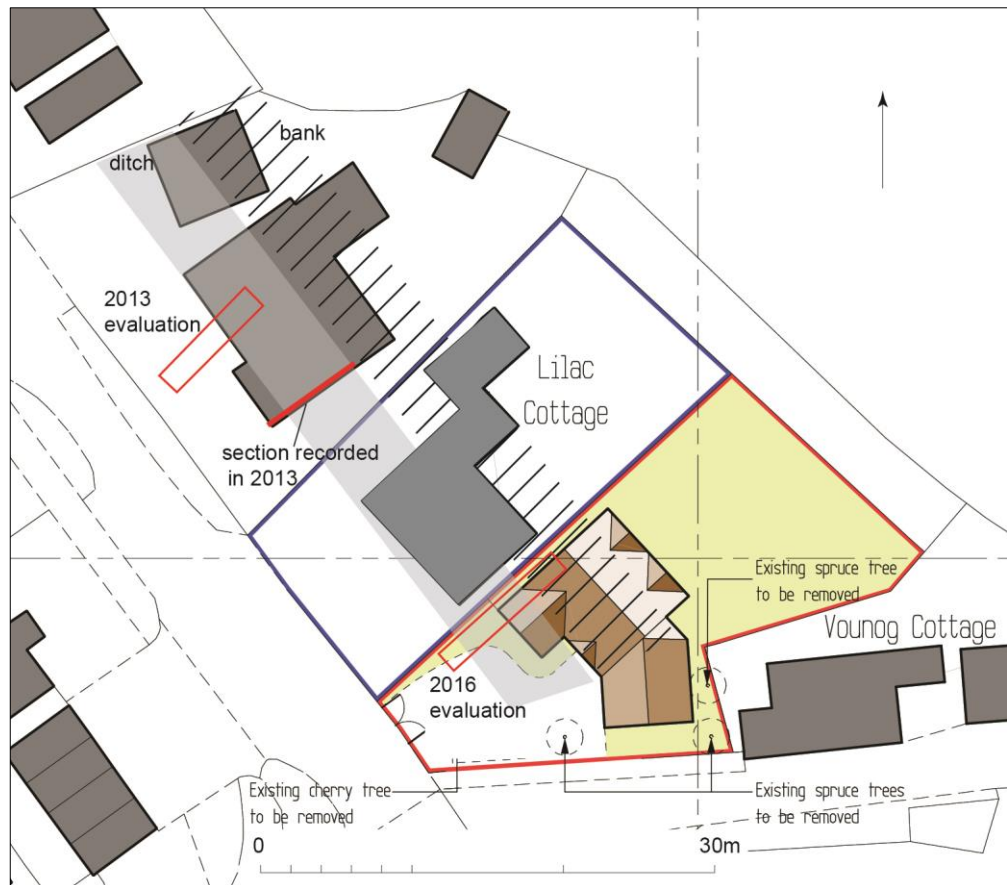 bank
ditch
2013
evaluation
Lilac
Cottage
section recorded
in 2013
Existing spruce tree
to be removed
Vounog Cottage
2016
evaluation
Existing cherry tree
to be removed
Existing spruce trees
to be removed
0
30m